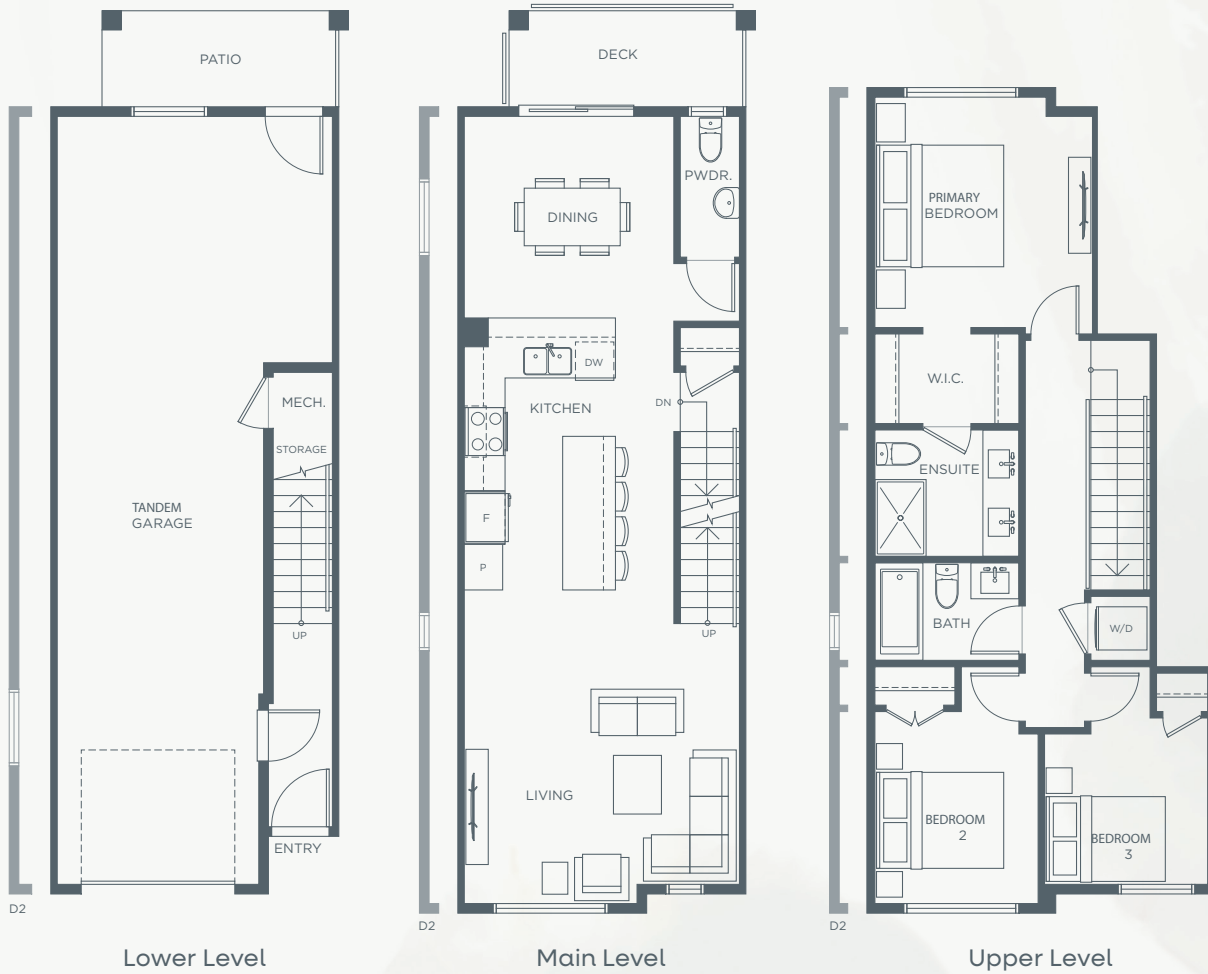 PATIO
MECH.
STORAGE
TANDEM
GARAGE
UP
ENTRY
D2
Lower Level
DECK
PWDR.
DINING
DW
KITCHEN
DN
F
P
UP
LIVING
D2
Main Level
PRIMARY
BEDROOM
W.I.C.
ENSUITE
BATH
W/D
BEDROOM
2
BEDROOM
3
D2
Upper Level